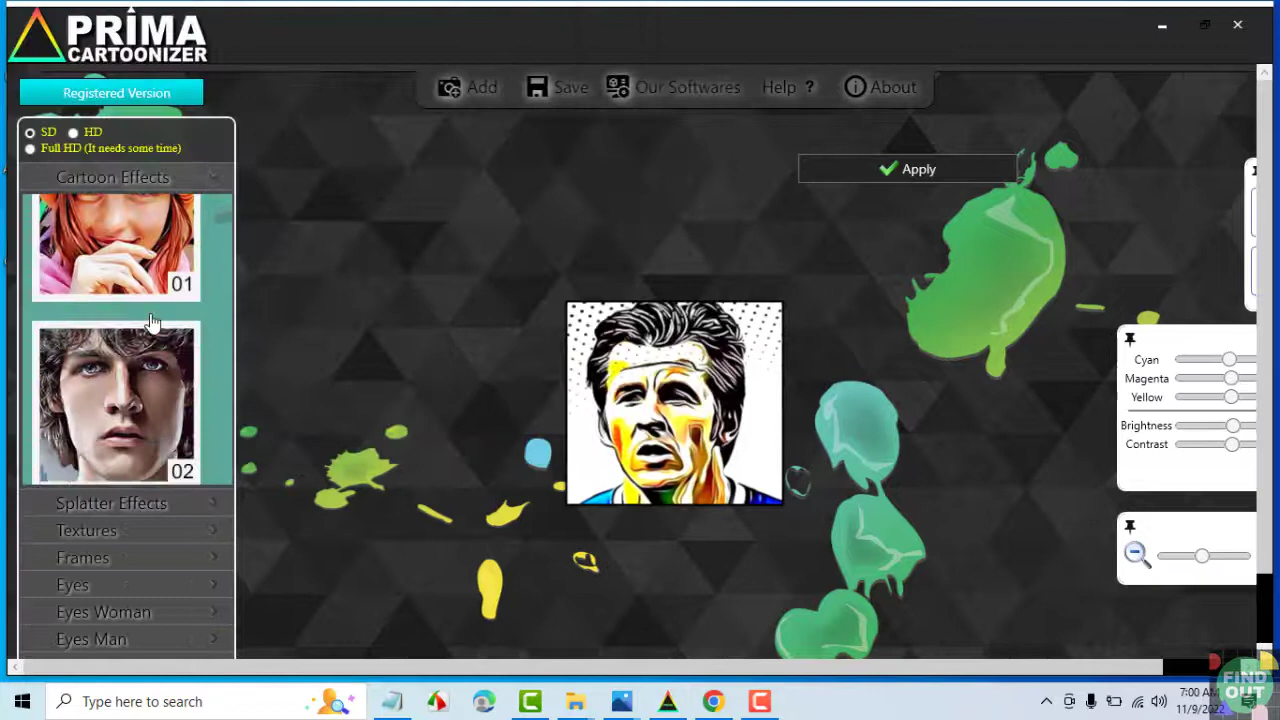 PRIMA
CARTOONIZER
Registered Version
Add
Save
Our Softwares
Help ?
About
SD
HD
Full HD (It needs some time)
Cartoon Effects
Apply
01
02
Cyan
Magenta
Yellow
Brightness
Contrast
Splatter Effects
Textures
Frames
Eyes
Eyes Woman
Eyes Man
Type here to search
7:00 AM
11/9/2022
FIND
OUT